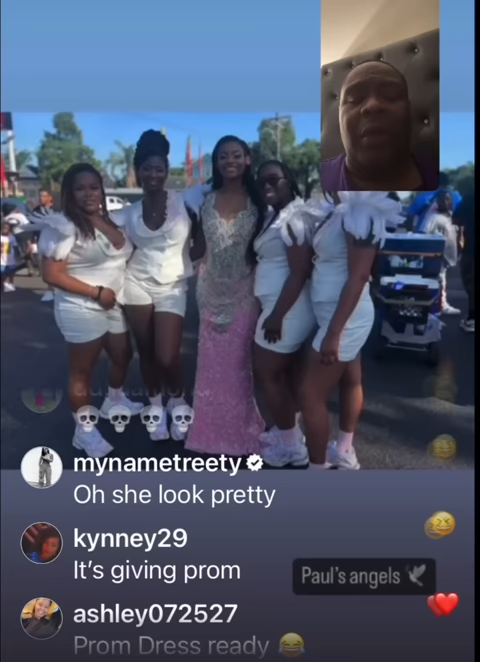 mynametreety
Oh she look pretty
kynney29
It’s giving prom
Paul's angels 🕊️
ashley072527
Prom Dress ready 😂